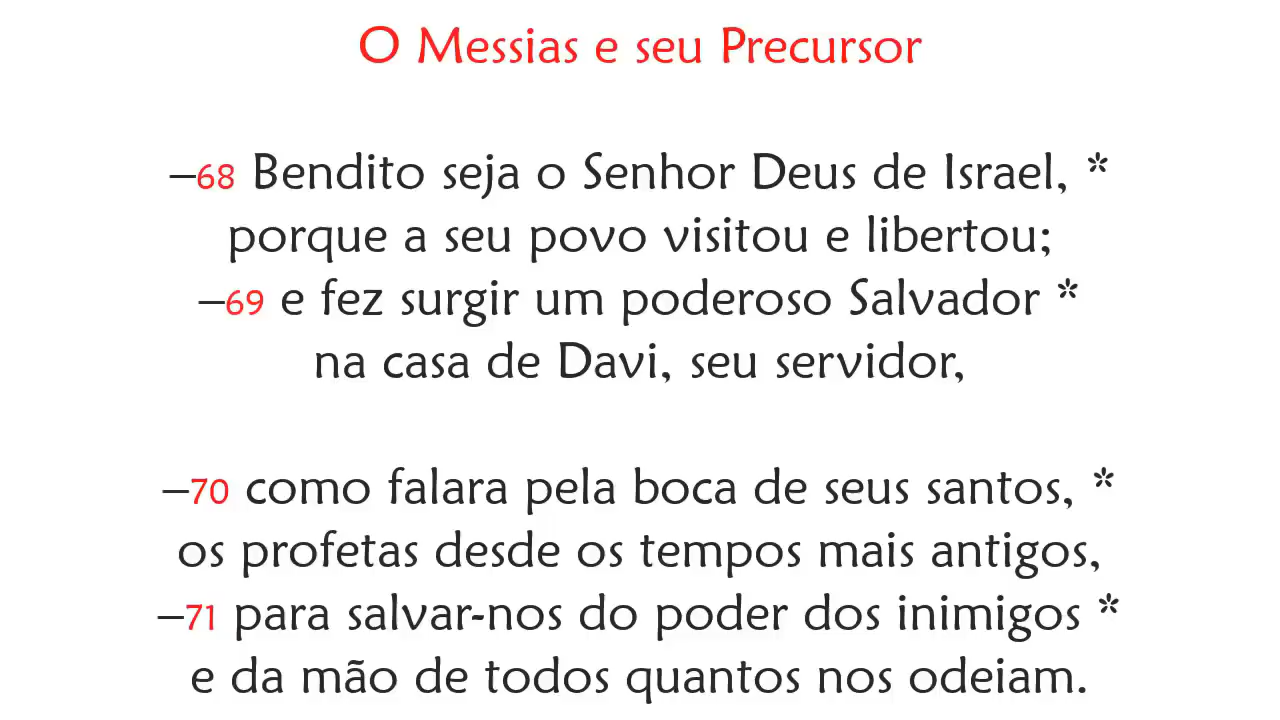 O Messias e seu Precursor
–68 Bendito seja o Senhor Deus de Israel, *
porque a seu povo visitou e libertou;
–69 e fez surgir um poderoso Salvador *
na casa de Davi, seu servidor,
–70 como falara pela boca de seus santos, *
os profetas desde os tempos mais antigos,
–71 para salvar-nos do poder dos inimigos *
e da mão de todos quantos nos odeiam.